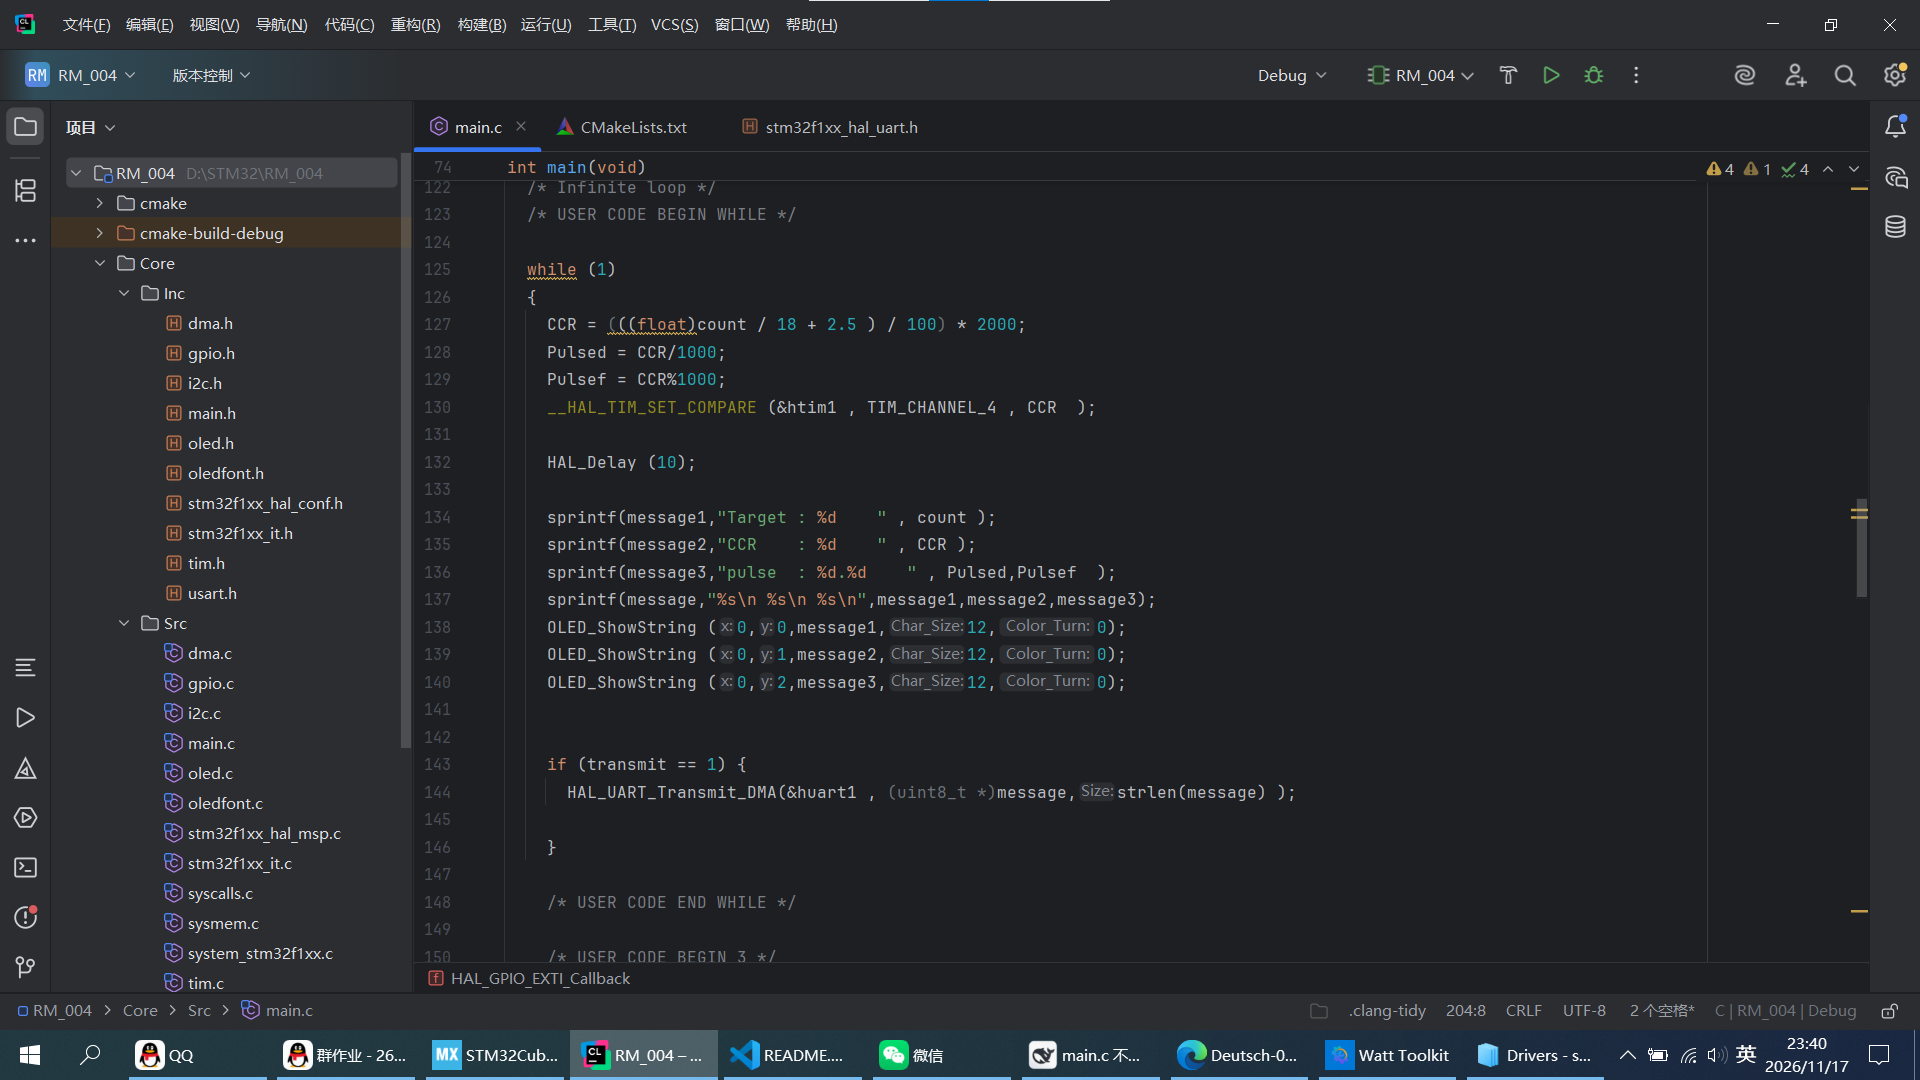 文件(F) 编辑(E) 视图(V) 导航(N) 代码(C) 重构(R) 构建(B) 运行(U) 工具(T) VCS(S) 窗口(W) 帮助(H)
RM RM_004 版本控制 Debug RM_004
项目
main.c CMakeLists.txt stm32f1xx_hal_uart.h
RM_004 D:\STM32\RM_004
cmake
cmake-build-debug
Core
Inc
dma.h
gpio.h
i2c.h
main.h
oled.h
oledfont.h
stm32f1xx_hal_conf.h
stm32f1xx_it.h
tim.h
usart.h
Src
dma.c
gpio.c
i2c.c
main.c
oled.c
oledfont.c
stm32f1xx_hal_msp.c
stm32f1xx_it.c
syscalls.c
sysmem.c
system_stm32f1xx.c
tim.c
4 1 4
74 int main(void)
122 /* Infinite loop */
123 /* USER CODE BEGIN WHILE */
124
125 while (1)
126 {
127 CCR = (((float)count / 18 + 2.5 ) / 100) * 2000;
128 Pulsed = CCR/1000;
129 Pulsef = CCR%1000;
130 __HAL_TIM_SET_COMPARE (&htim1 , TIM_CHANNEL_4 , CCR  );
131
132 HAL_Delay (10);
133
134 sprintf(message1,"Target : %d    " , count );
135 sprintf(message2,"CCR    : %d    " , CCR );
136 sprintf(message3,"pulse  : %d.%d    " , Pulsed,Pulsef  );
137 sprintf(message,"%s\n %s\n %s\n",message1,message2,message3);
138 OLED_ShowString ( x: 0, y: 0,message1, Char_Size: 12, Color_Turn: 0);
139 OLED_ShowString ( x: 0, y: 1,message2, Char_Size: 12, Color_Turn: 0);
140 OLED_ShowString ( x: 0, y: 2,message3, Char_Size: 12, Color_Turn: 0);
141
142
143 if (transmit == 1) {
144 HAL_UART_Transmit_DMA(&huart1 , (uint8_t *)message, Size: strlen(message) );
145
146 }
147
148 /* USER CODE END WHILE */
149
150 /* USER CODE BEGIN 3 */
f HAL_GPIO_EXTI_Callback
RM_004 Core Src main.c .clang-tidy 204:8 CRLF UTF-8 2 个空格* C | RM_004 | Debug
QQ 群作业 - 26... MX STM32Cub... CL RM_004 – ... README.... 微信 main.c 不... Deutsch-0... Watt Toolkit Drivers - s... 英 23:40
2026/11/17